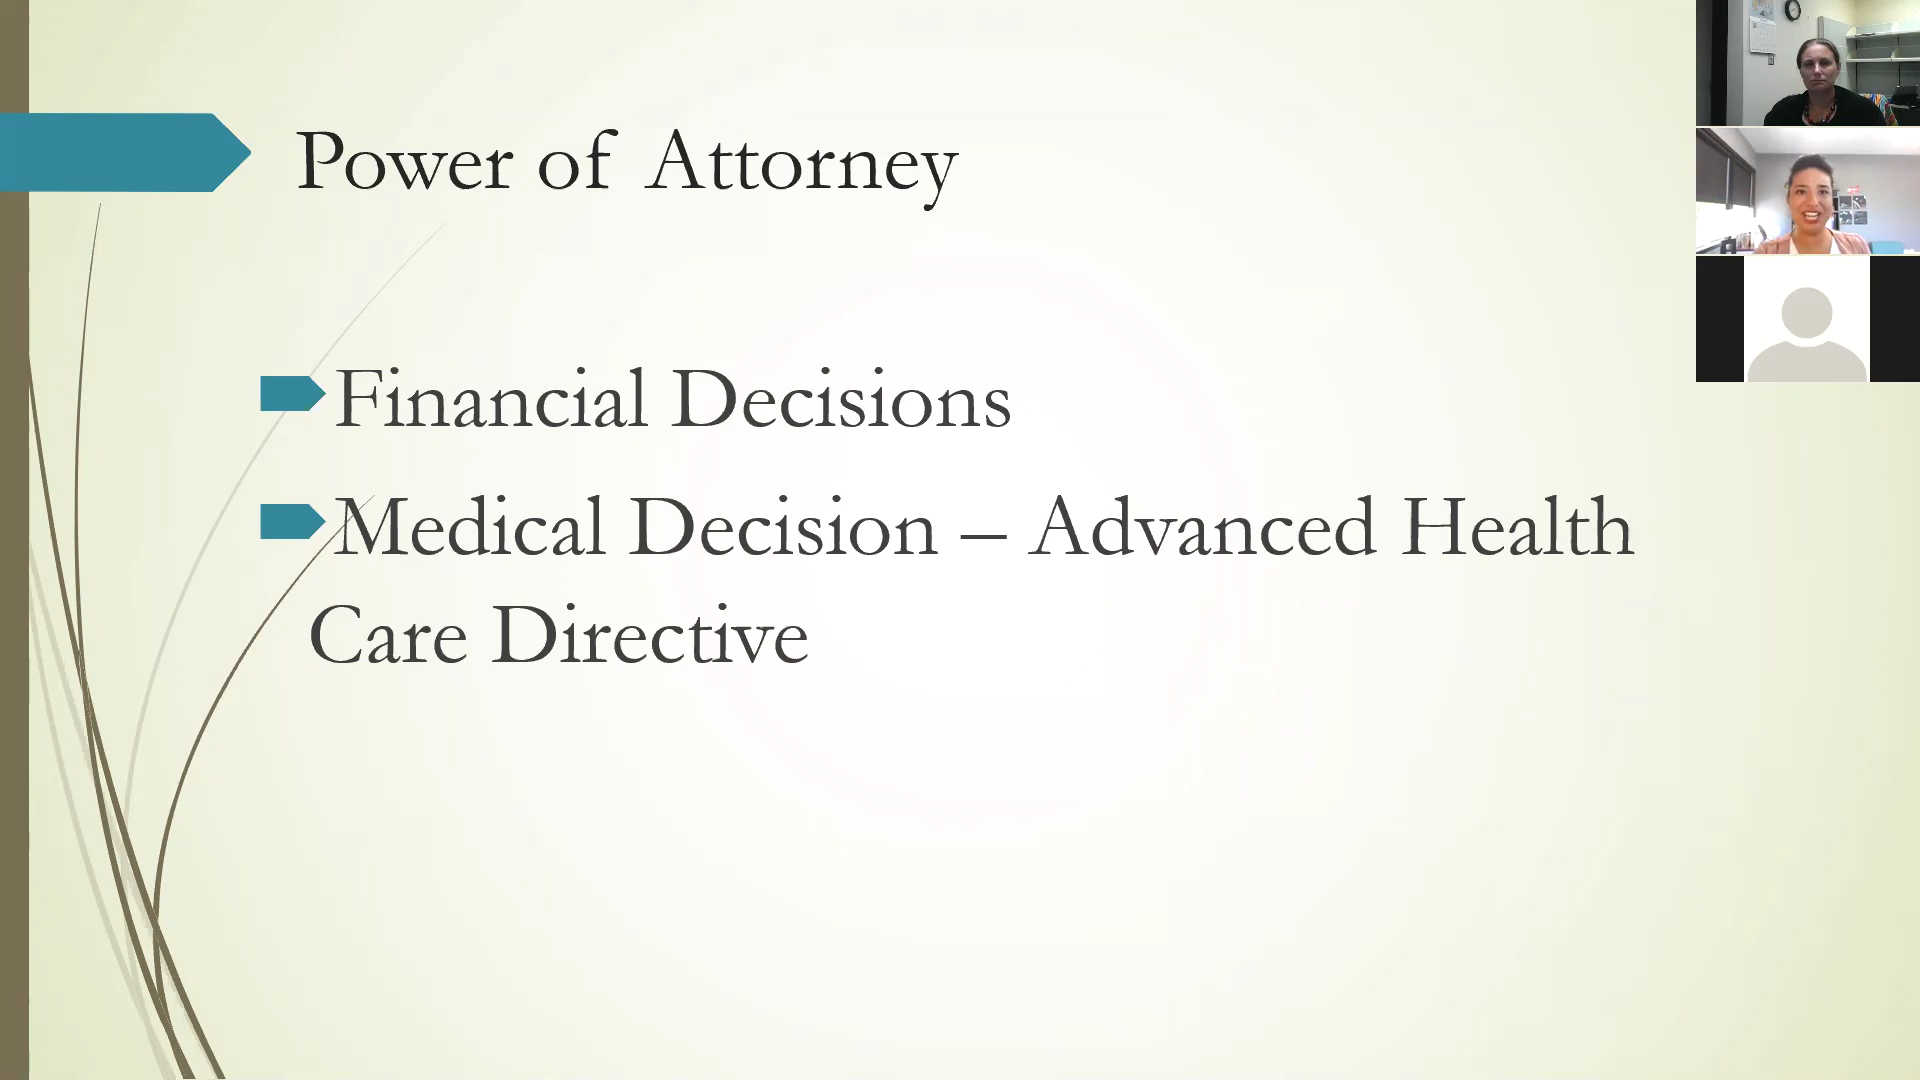 Power of Attorney
Financial Decisions
Medical Decision – Advanced Health
Care Directive